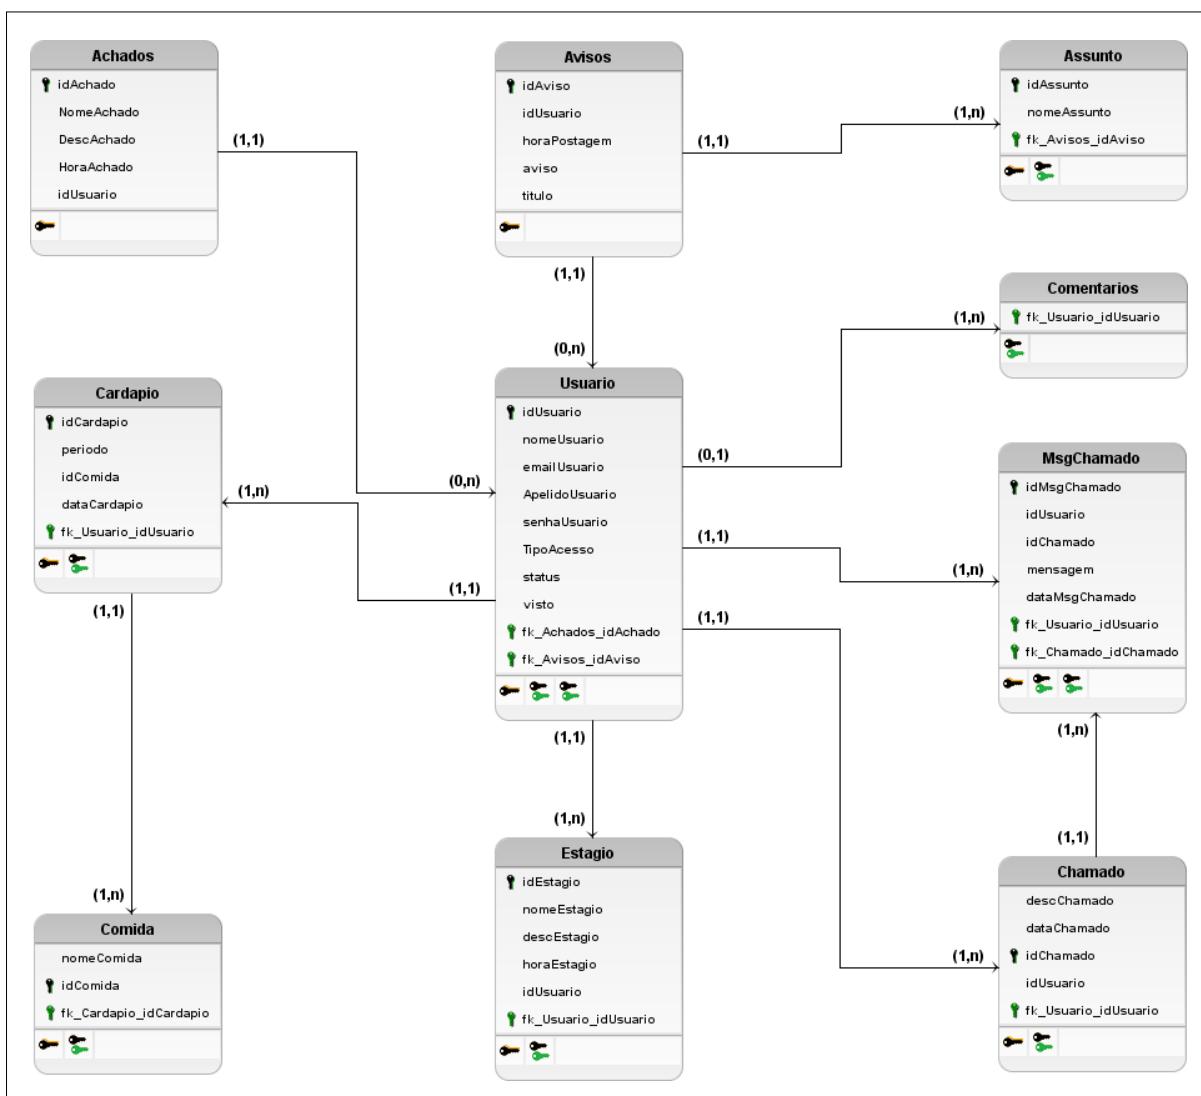 Achados
idAchado
NomeAchado
DescAchado
HoraAchado
idUsuario
(1,1)
Avisos
idAviso
idUsuario
horaPostagem
aviso
titulo
(1,1)
(1,n)
Assunto
idAssunto
nomeAssunto
fk_Avisos_idAviso
(1,1)
(0,n)
Comentarios
fk_Usuario_idUsuario
(1,n)
(0,1)
Cardapio
idCardapio
periodo
idComida
dataCardapio
fk_Usuario_idUsuario
(1,n)
(0,n)
(1,1)
Usuario
idUsuario
nomeUsuario
emailUsuario
ApelidoUsuario
senhaUsuario
TipoAcesso
status
visto
fk_Achados_idAchado
fk_Avisos_idAviso
(1,1)
(1,n)
MsgChamado
idMsgChamado
idUsuario
idChamado
mensagem
dataMsgChamado
fk_Usuario_idUsuario
fk_Chamado_idChamado
(1,1)
(1,n)
(1,1)
(1,1)
(1,n)
Comida
nomeComida
idComida
fk_Cardapio_idCardapio
(1,1)
(1,n)
Estagio
idEstagio
nomeEstagio
descEstagio
horaEstagio
idUsuario
fk_Usuario_idUsuario
(1,n)
Chamado
descChamado
dataChamado
idChamado
idUsuario
fk_Usuario_idUsuario